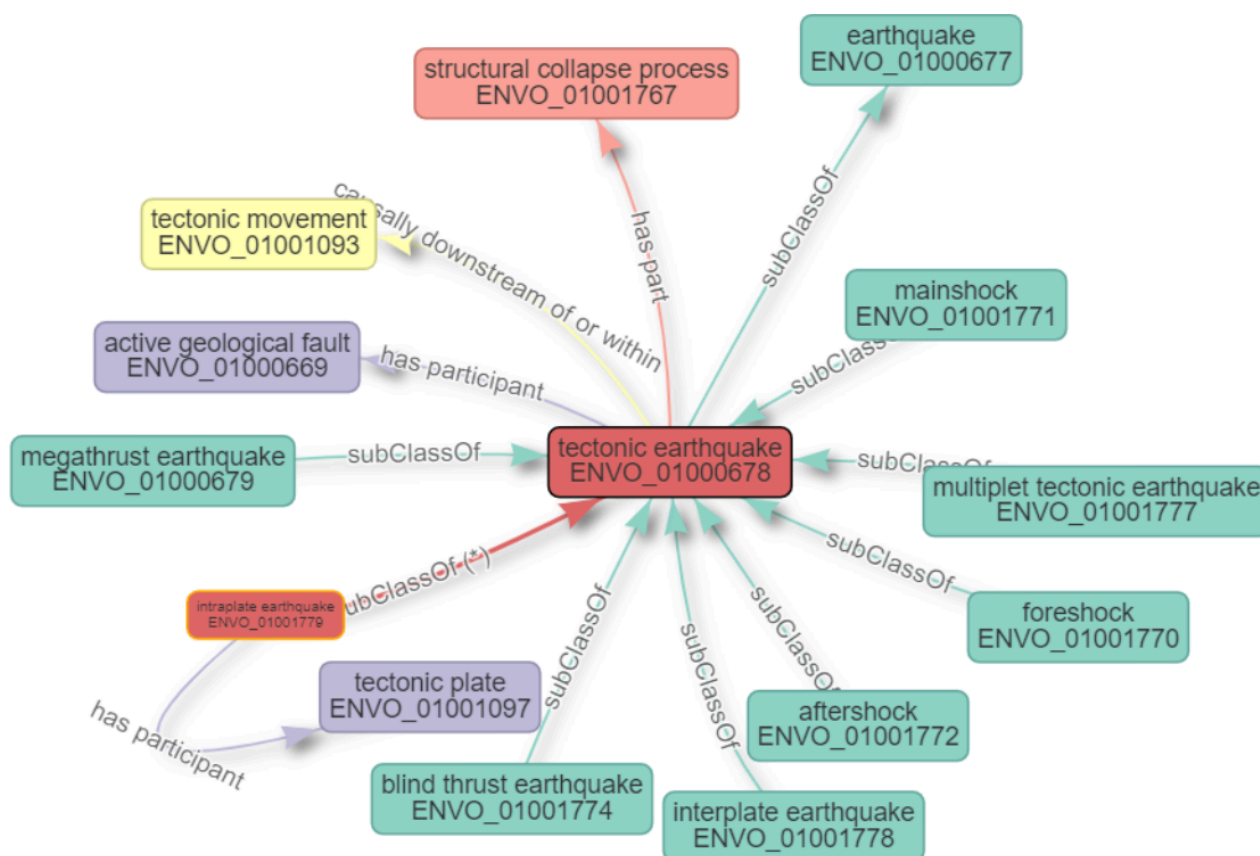 earthquake
ENVO_01000677
structural collapse process
ENVO_01001767
subClassOf
causally downstream of or within
tectonic movement
ENVO_01001093
has part
mainshock
ENVO_01001771
subClassO
active geological fault
ENVO_01000669
has participant
tectonic earthquake
ENVO_01000678
megathrust earthquake
ENVO_01000679
subClassOf
subClassOf
multiplet tectonic earthquake
ENVO_01001777
ubClassOf (*)
intraplate earthquake
ENVO_01001779
subClassOf
foreshock
ENVO_01001770
subClassOf
subClassOf
subClassOf
tectonic plate
ENVO_01001097
has participant
aftershock
ENVO_01001772
blind thrust earthquake
ENVO_01001774
interplate earthquake
ENVO_01001778